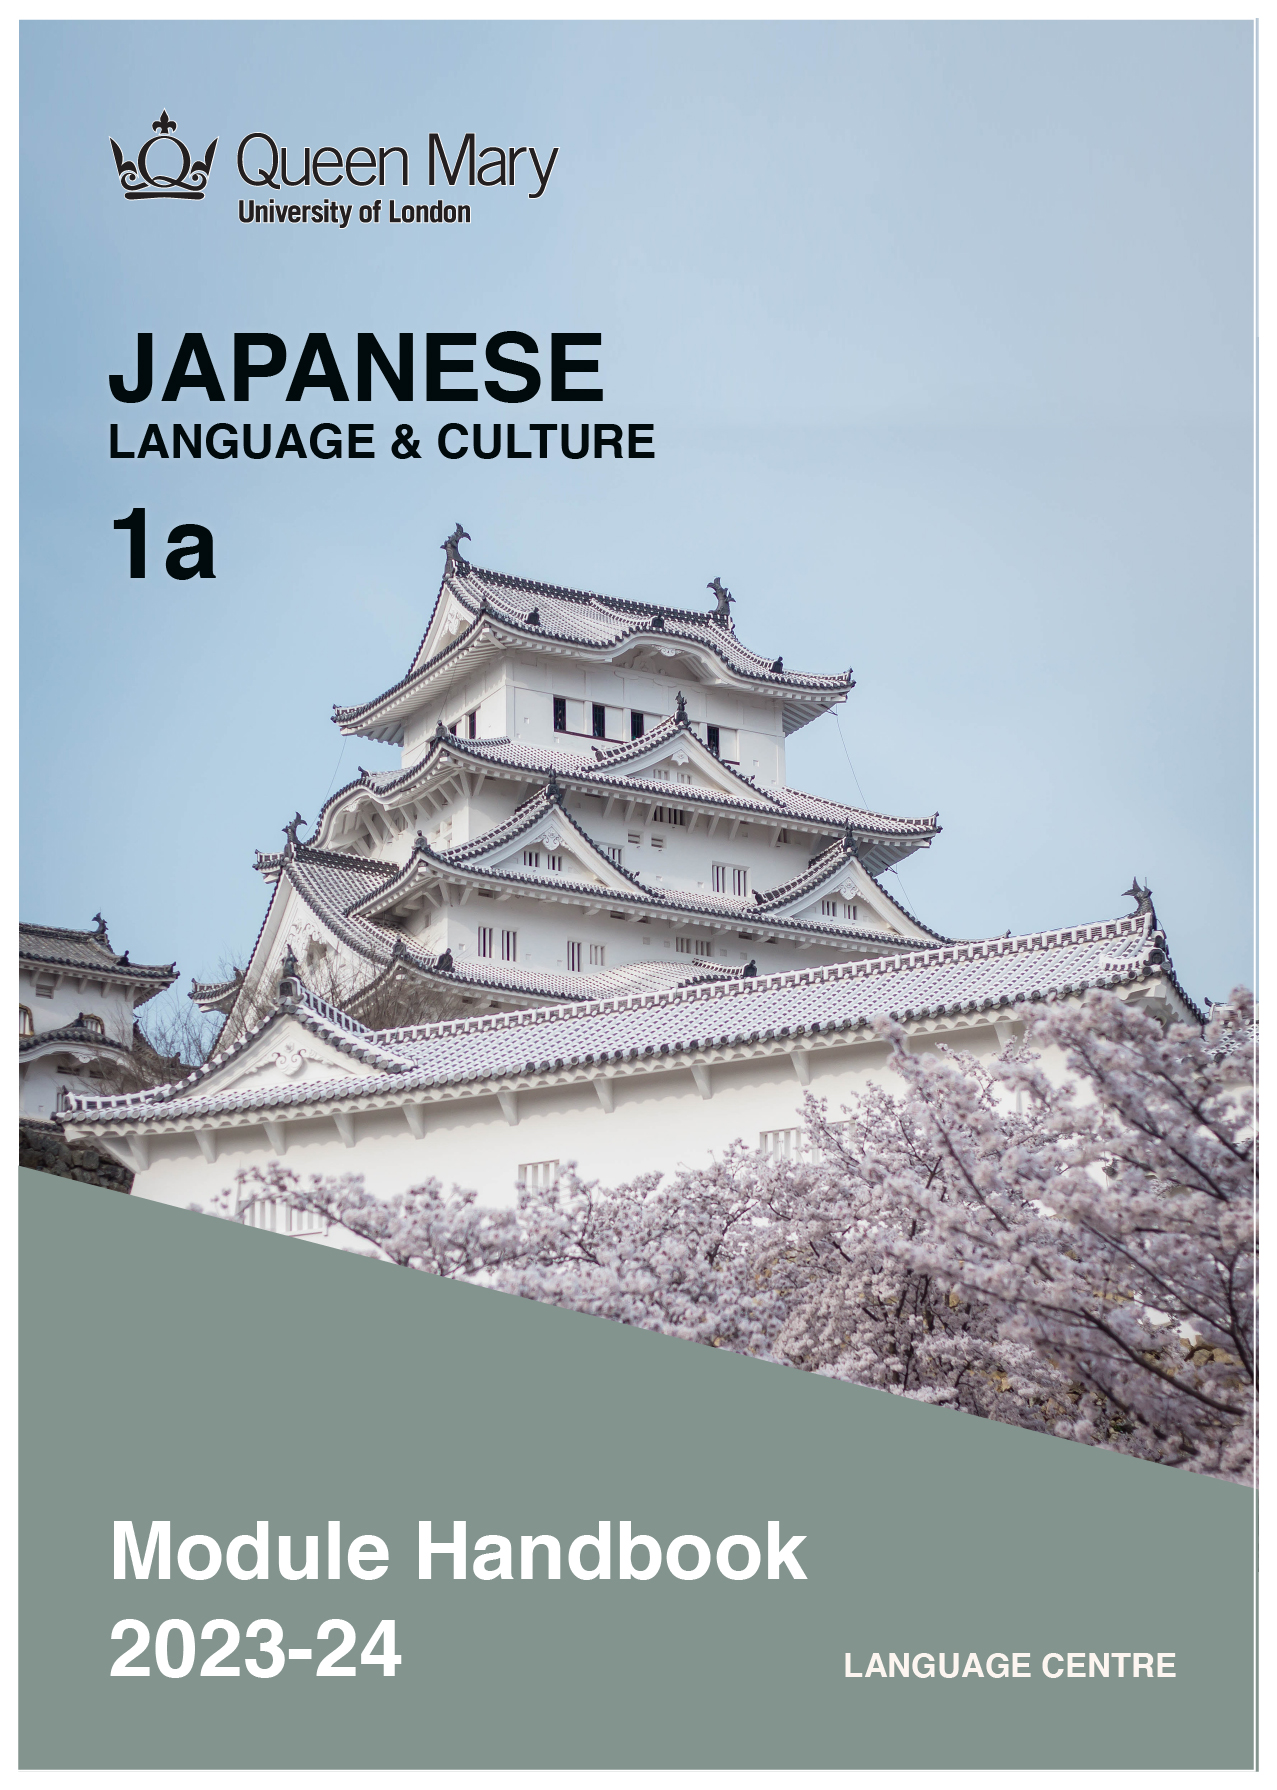 Queen Mary
University of London
JAPANESE
LANGUAGE & CULTURE
1a
Module Handbook
2023-24
LANGUAGE CENTRE